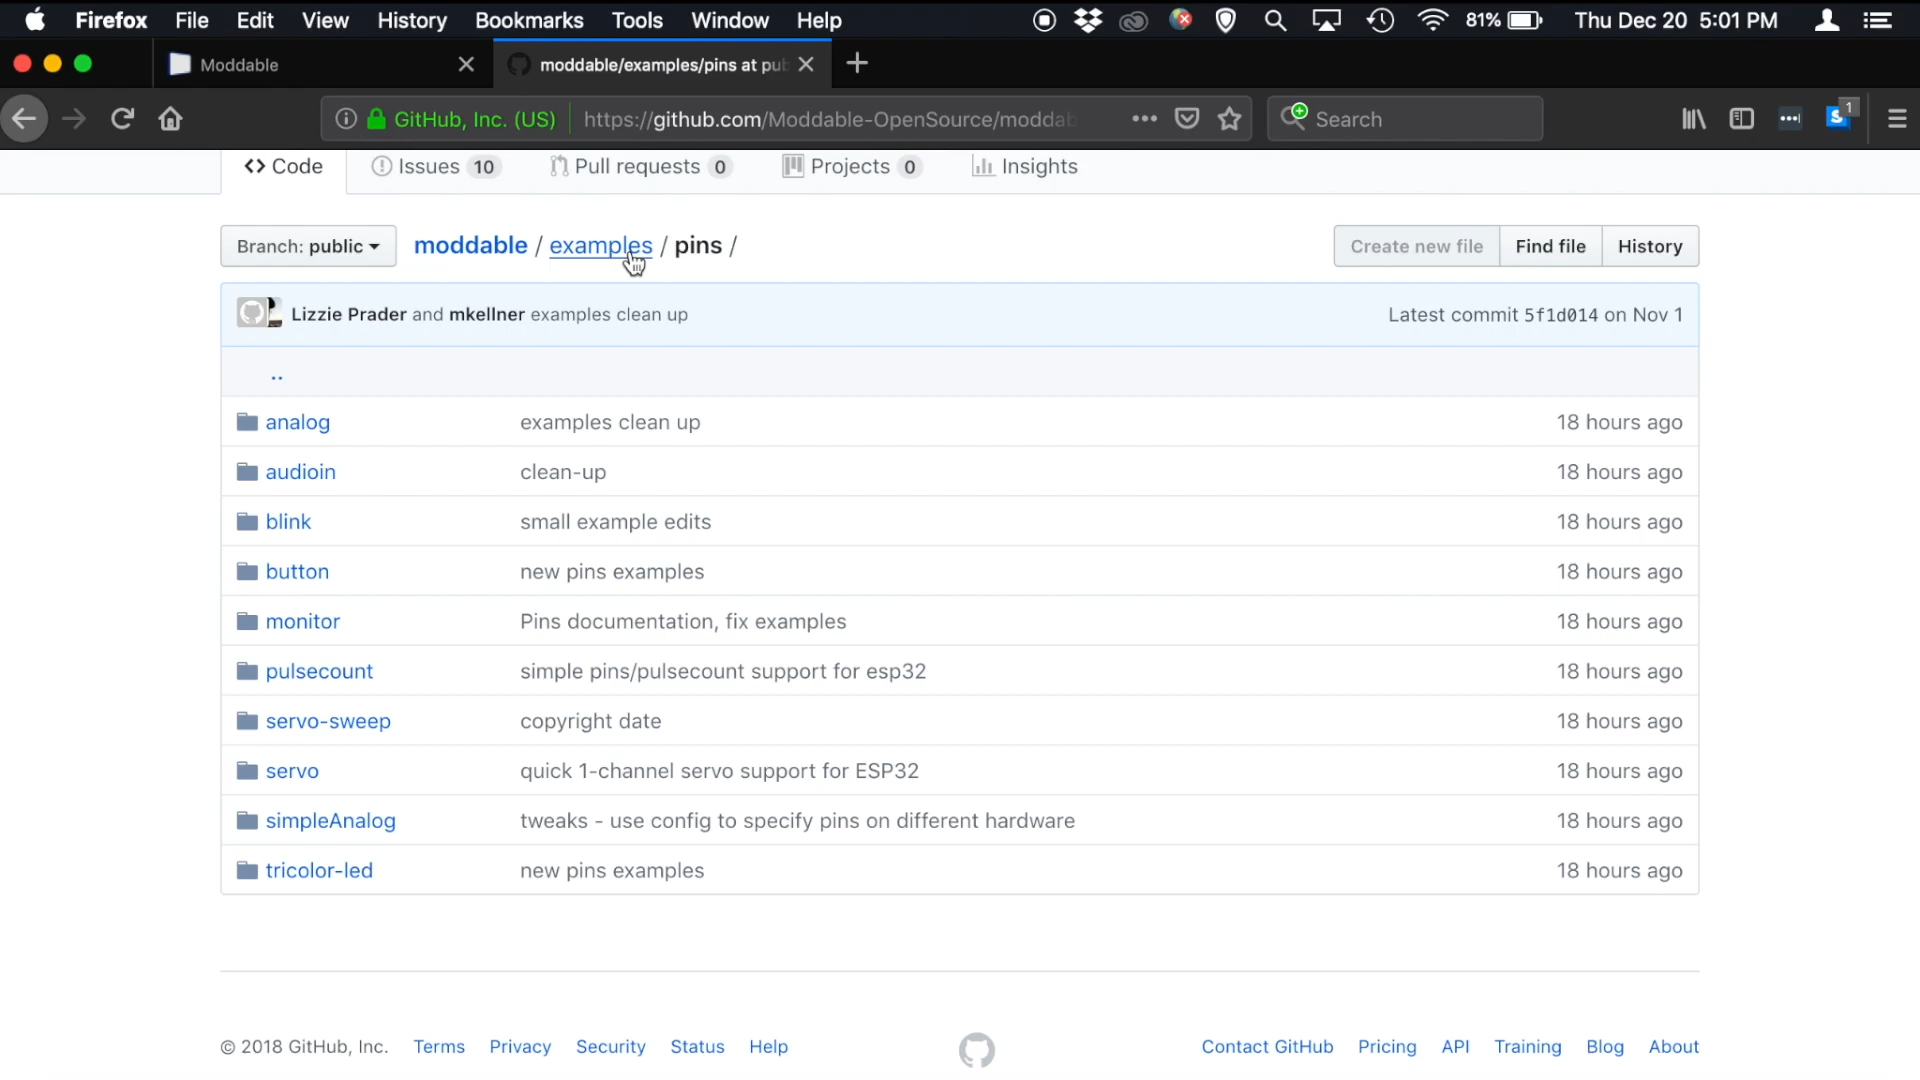 Firefox File Edit View History Bookmarks Tools Window Help 81% Thu Dec 20 5:01 PM
Moddable moddable/examples/pins at pub
GitHub, Inc. (US) https://github.com/Moddable-OpenSource/moddab Search S 1
<> Code Issues 10 Pull requests 0 Projects 0 Insights
Branch: public moddable / examples / pins / Create new file Find file History
Lizzie Prader and mkellner examples clean up Latest commit 5f1d014 on Nov 1
..
analog examples clean up 18 hours ago
audioin clean-up 18 hours ago
blink small example edits 18 hours ago
button new pins examples 18 hours ago
monitor Pins documentation, fix examples 18 hours ago
pulsecount simple pins/pulsecount support for esp32 18 hours ago
servo-sweep copyright date 18 hours ago
servo quick 1-channel servo support for ESP32 18 hours ago
simpleAnalog tweaks - use config to specify pins on different hardware 18 hours ago
tricolor-led new pins examples 18 hours ago
© 2018 GitHub, Inc. Terms Privacy Security Status Help Contact GitHub Pricing API Training Blog About